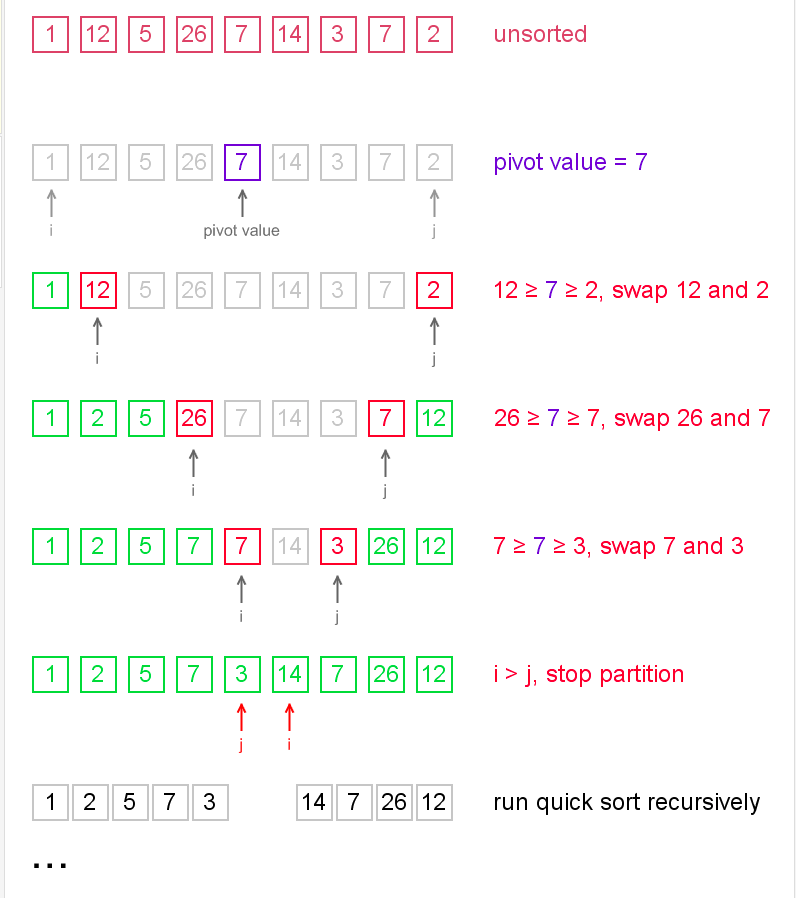 1 12 5 26 7 14 3 7 2 unsorted
1 12 5 26 7 14 3 7 2 pivot value = 7
i pivot value j
1 12 5 26 7 14 3 7 2 12 ≥ 7 ≥ 2, swap 12 and 2
i j
1 2 5 26 7 14 3 7 12 26 ≥ 7 ≥ 7, swap 26 and 7
i j
1 2 5 7 7 14 3 26 12 7 ≥ 7 ≥ 3, swap 7 and 3
i j
1 2 5 7 3 14 7 26 12 i > j, stop partition
j i
1 2 5 7 3 14 7 26 12 run quick sort recursively
...